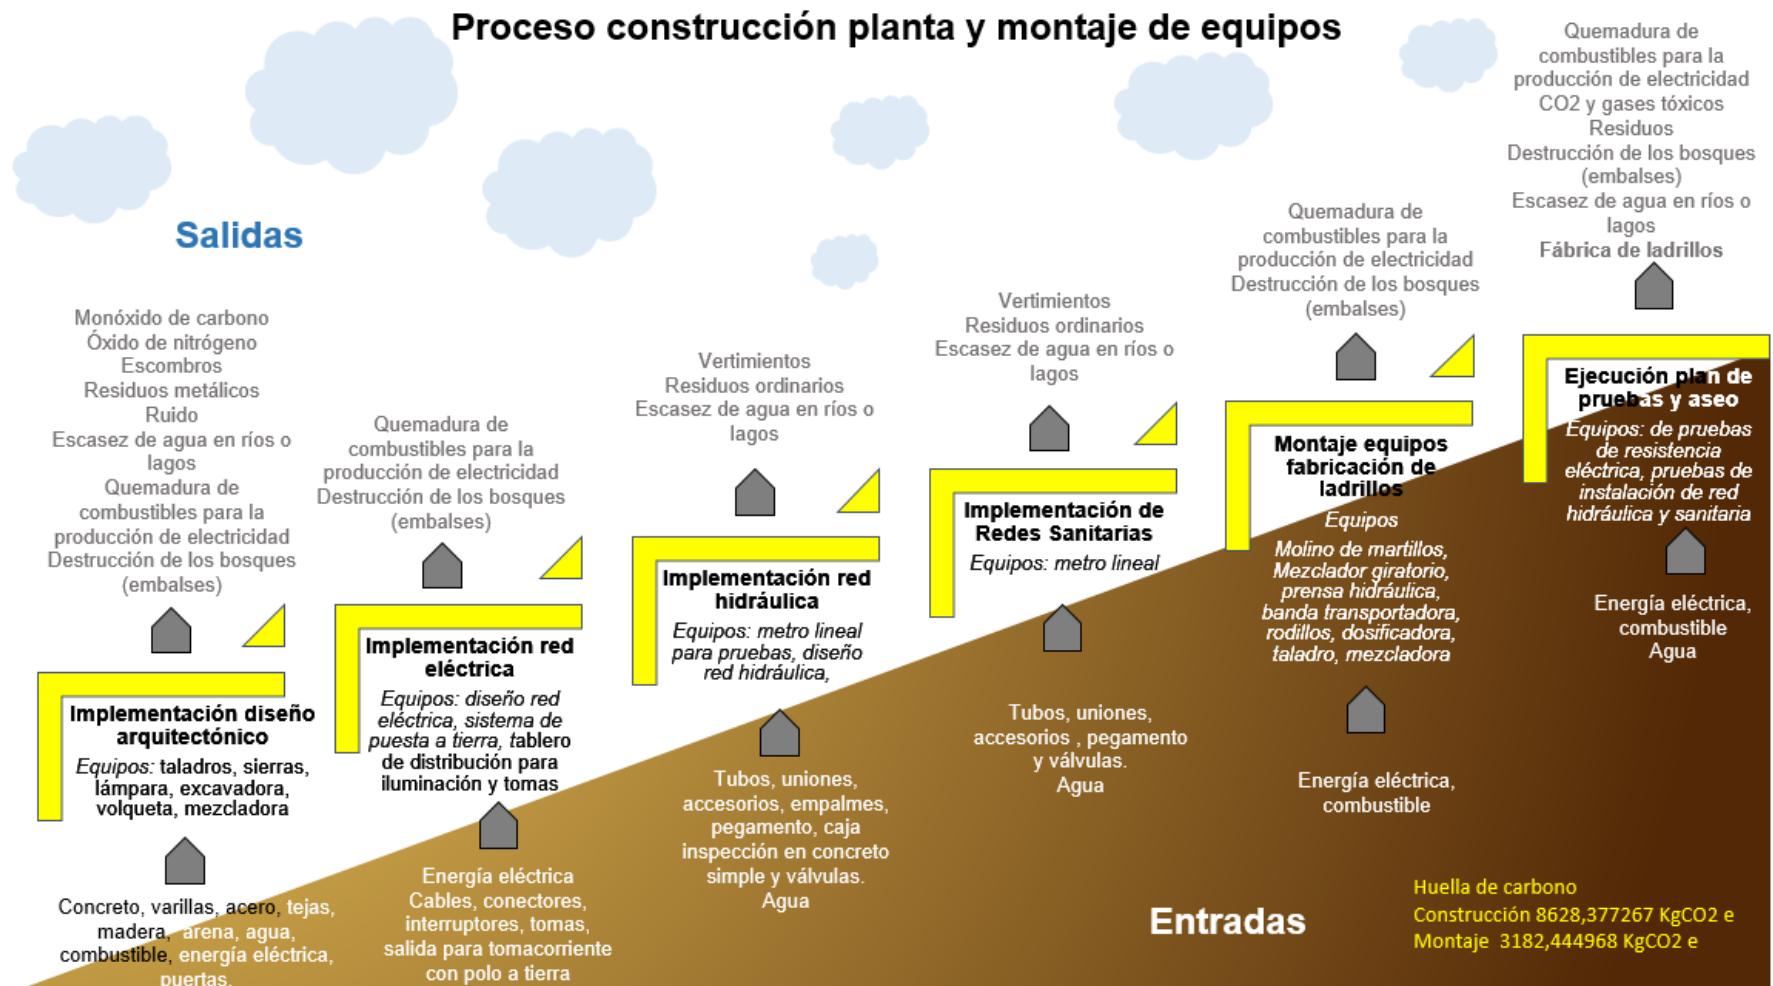 Proceso construcción planta y montaje de equipos
Salidas
Monóxido de carbono
Óxido de nitrógeno
Escombros
Residuos metálicos
Ruido
Escasez de agua en ríos o
lagos
Quemadura de
combustibles para la
producción de electricidad
Destrucción de los bosques
(embalses)
Implementación diseño
arquitectónico
Equipos: taladros, sierras,
lámpara, excavadora,
volqueta, mezcladora
Concreto, varillas, acero, tejas,
madera, arena, agua,
combustible, energía eléctrica,
puertas.
Quemadura de
combustibles para la
producción de electricidad
Destrucción de los bosques
(embalses)
Implementación red
eléctrica
Equipos: diseño red
eléctrica, sistema de
puesta a tierra, tablero
de distribución para
iluminación y tomas
Energía eléctrica
Cables, conectores,
interruptores, tomas,
salida para tomacorriente
con polo a tierra
Vertimientos
Residuos ordinarios
Escasez de agua en ríos o
lagos
Implementación red
hidráulica
Equipos: metro lineal
para pruebas, diseño
red hidráulica,
Tubos, uniones,
accesorios, empalmes,
pegamento, caja
inspección en concreto
simple y válvulas.
Agua
Vertimientos
Residuos ordinarios
Escasez de agua en ríos o
lagos
Implementación de
Redes Sanitarias
Equipos: metro lineal
Tubos, uniones,
accesorios , pegamento
y válvulas.
Agua
Quemadura de
combustibles para la
producción de electricidad
Destrucción de los bosques
(embalses)
Montaje equipos
fabricación de
ladrillos
Equipos
Molino de martillos,
Mezclador giratorio,
prensa hidráulica,
banda transportadora,
rodillos, dosificadora,
taladro, mezcladora
Energía eléctrica,
combustible
Quemadura de
combustibles para la
producción de electricidad
CO2 y gases tóxicos
Residuos
Destrucción de los bosques
(embalses)
Escasez de agua en ríos o
lagos
Fábrica de ladrillos
Ejecución plan de
pruebas y aseo
Equipos: de pruebas
de resistencia
eléctrica, pruebas de
instalación de red
hidráulica y sanitaria
Energía eléctrica,
combustible
Agua
Entradas
Huella de carbono
Construcción 8628,377267 KgCO2 e
Montaje 3182,444968 KgCO2 e